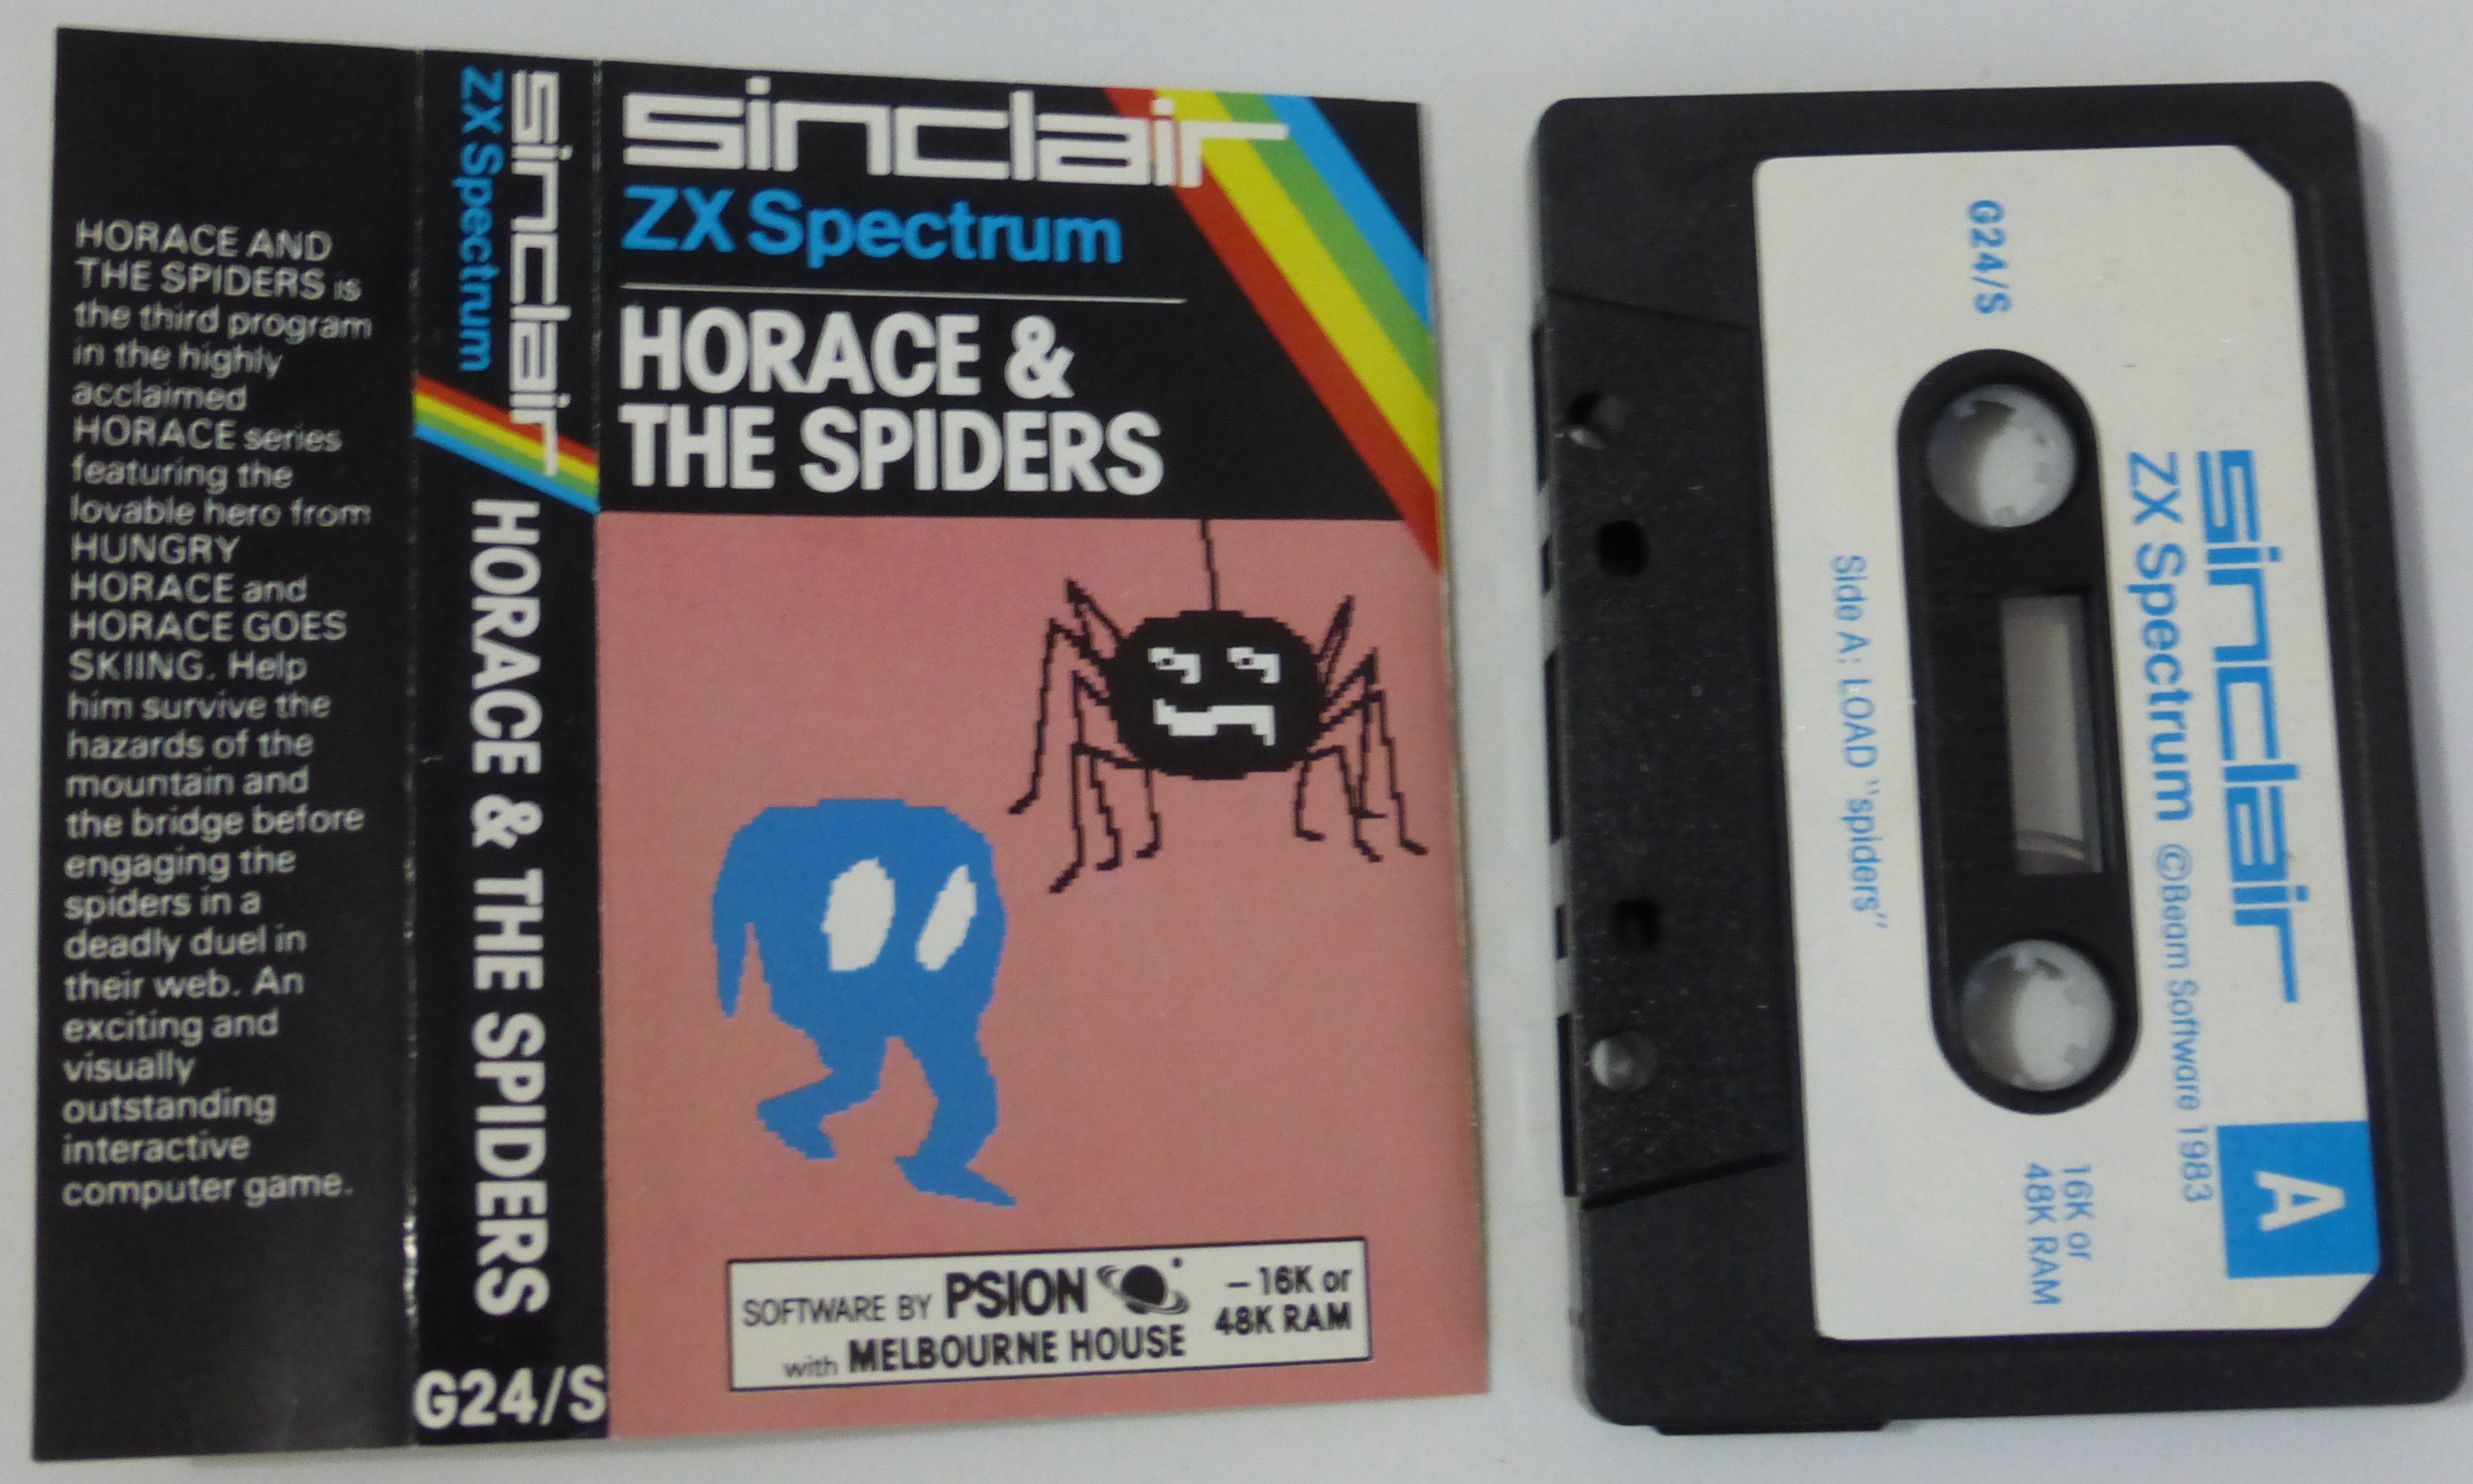 HORACE AND
THE SPIDERS is
the third program
in the highly
acclaimed
HORACE series
featuring the
lovable hero from
HUNGRY
HORACE and
HORACE GOES
SKIING. Help
him survive the
hazards of the
mountain and
the bridge before
engaging the
spiders in a
deadly duel in
their web. An
exciting and
visually
outstanding
interactive
computer game.
sinclair
ZX Spectrum
HORACE & THE SPIDERS
G24/S
sinclair
ZX Spectrum
HORACE &
THE SPIDERS
SOFTWARE BY PSION – 16K or
with MELBOURNE HOUSE 48K RAM
sinclair
ZX Spectrum ©Beam Software 1983
A
G24/S
16K or
48K RAM
Side A: LOAD "spiders"